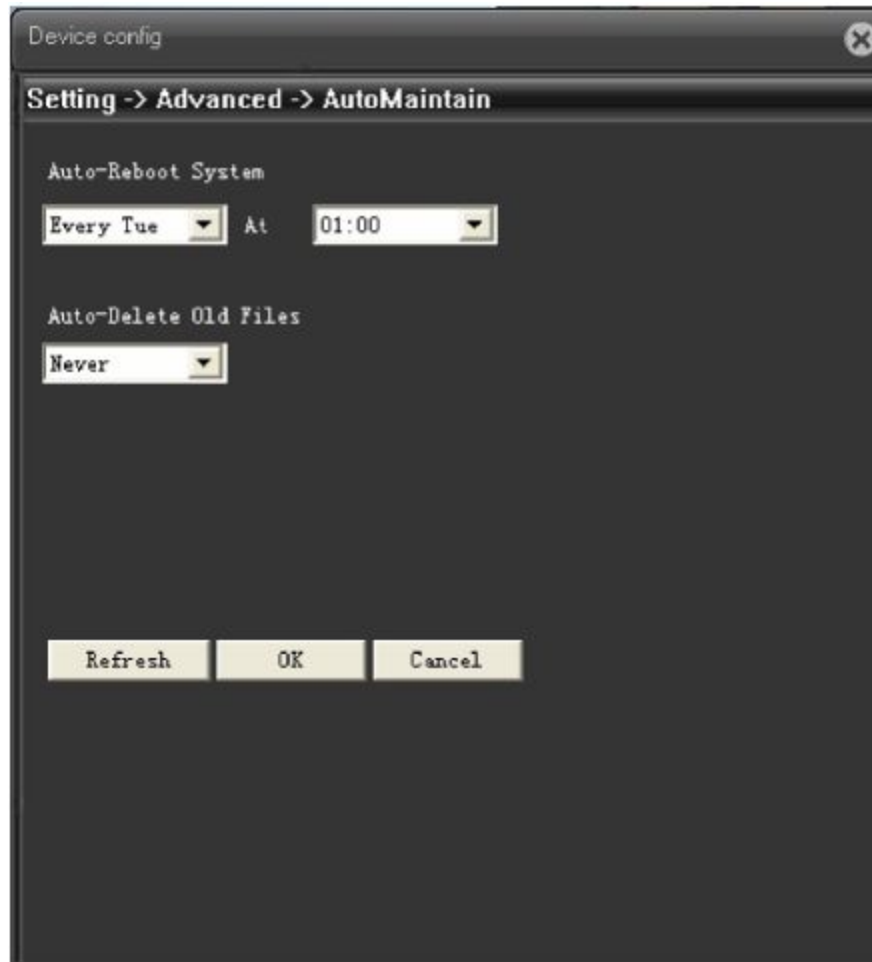 Device config
Setting -> Advanced -> AutoMaintain
Auto-Reboot System
Every Tue At 01:00
Auto-Delete Old Files
Never
Refresh OK Cancel